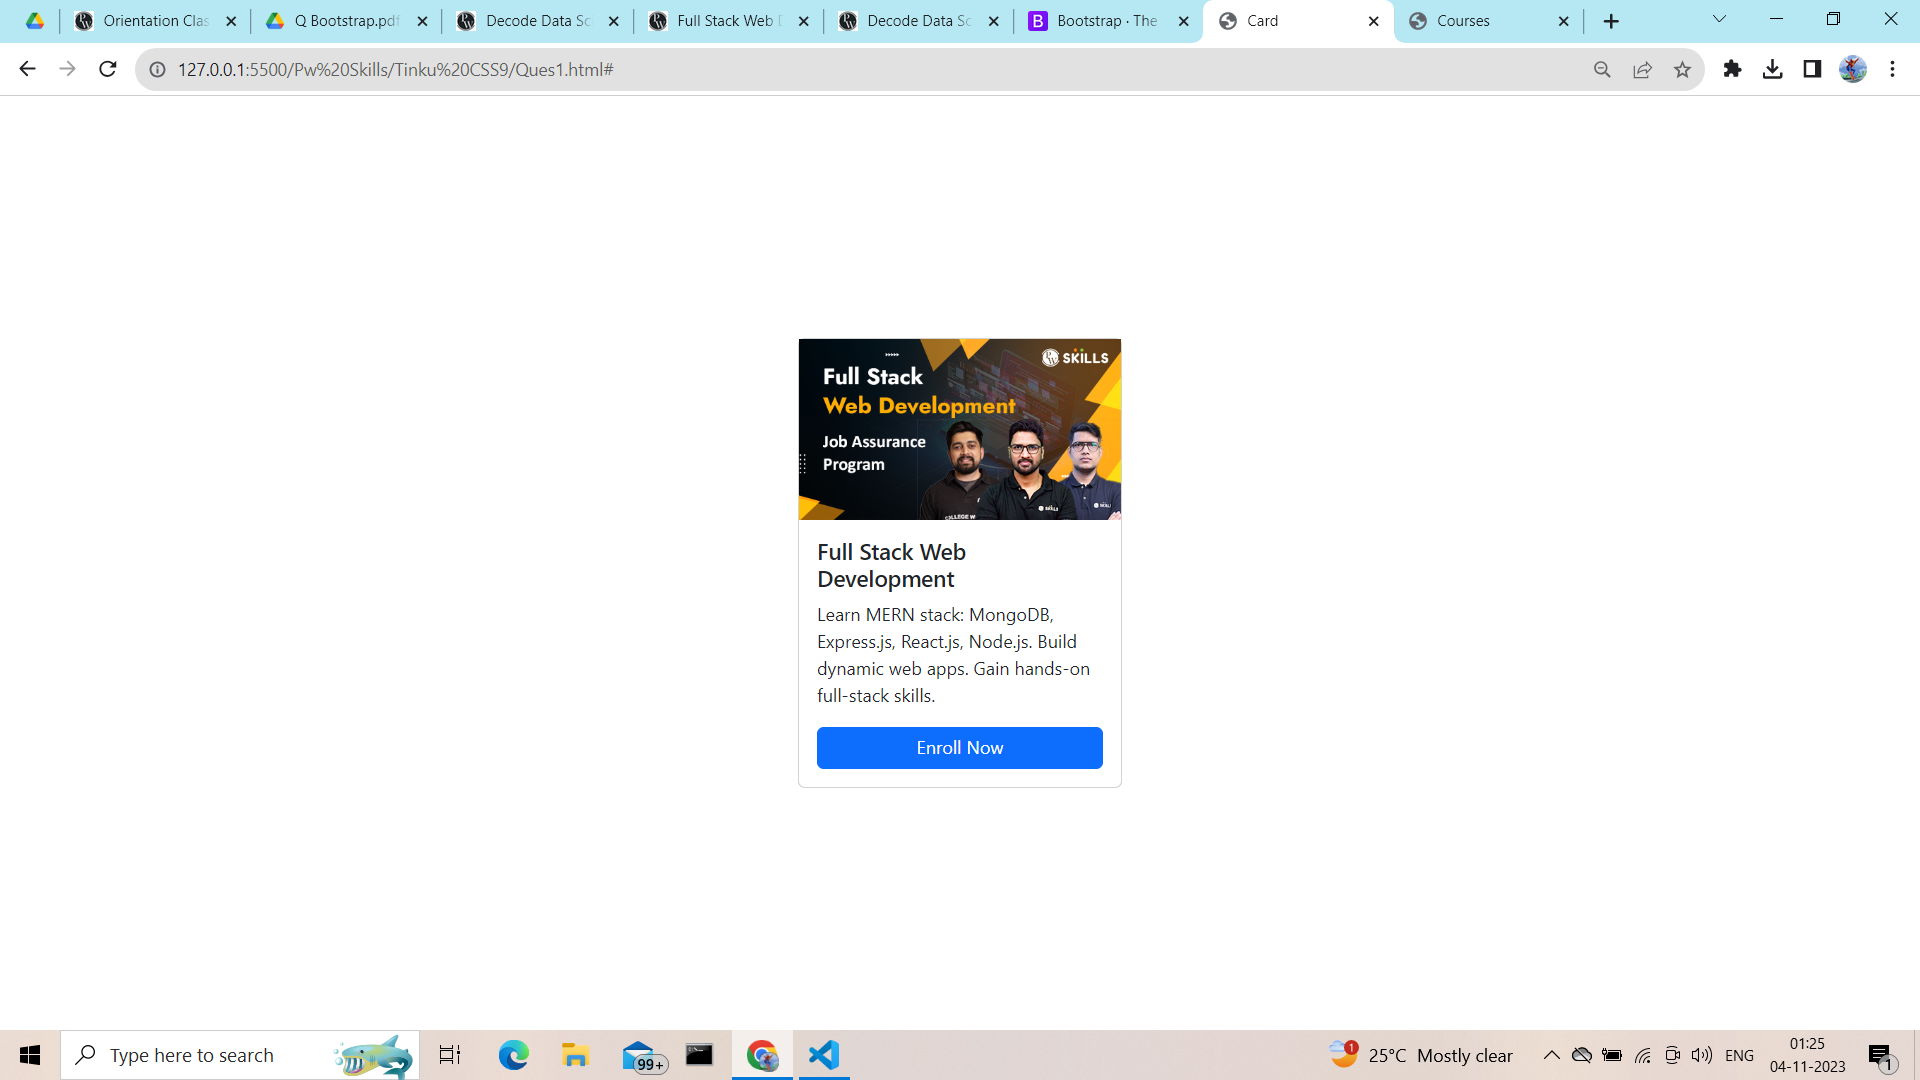 Orientation Clas
Q Bootstrap.pdf
Decode Data Sc
Full Stack Web D
Decode Data Sc
B Bootstrap · The
Card
Courses
127.0.0.1:5500/Pw%20Skills/Tinku%20CSS9/Ques1.html#
SKILLS
Full Stack
Web Development
Job Assurance
Program
COLLEGE W
SKILLS
Full Stack Web
Development
Learn MERN stack: MongoDB,
Express.js, React.js, Node.js. Build
dynamic web apps. Gain hands-on
full-stack skills.
Enroll Now
Type here to search
99+
1
25°C Mostly clear
ENG
01:25
04-11-2023
1